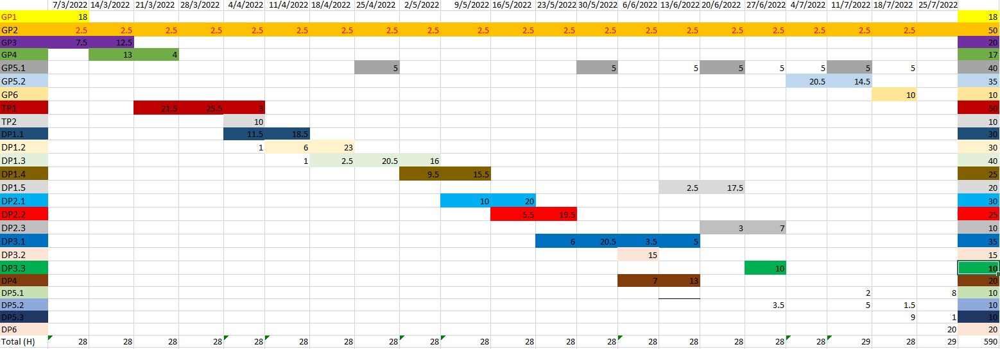 7/3/2022 14/3/2022 21/3/2022 28/3/2022 4/4/2022 11/4/2022 18/4/2022 25/4/2022 2/5/2022 9/5/2022 16/5/2022 23/5/2022 30/5/2022 6/6/2022 13/6/2022 20/6/2022 27/6/2022 4/7/2022 11/7/2022 18/7/2022 25/7/2022
GP1 18 18
GP2 2.5 2.5 2.5 2.5 2.5 2.5 2.5 2.5 2.5 2.5 2.5 2.5 2.5 2.5 2.5 2.5 2.5 2.5 2.5 2.5 50
GP3 7.5 12.5 20
GP4 13 4 17
GP5.1 5 5 5 5 5 5 5 5 40
GP5.2 20.5 14.5 35
GP6 10 10
TP1 21.5 25.5 3 50
TP2 10 10
DP1.1 11.5 18.5 30
DP1.2 1 6 23 30
DP1.3 1 2.5 20.5 16 40
DP1.4 9.5 15.5 25
DP1.5 2.5 17.5 20
DP2.1 10 20 30
DP2.2 5.5 19.5 25
DP2.3 3 7 10
DP3.1 6 20.5 3.5 5 35
DP3.2 15 15
DP3.3 10 10
DP4 7 13 20
DP5.1 2 8 10
DP5.2 3.5 5 1.5 10
DP5.3 9 1 10
DP6 20 20
Total (H) 28 28 28 28 28 28 28 28 28 28 28 28 28 28 28 28 28 28 29 28 29 590